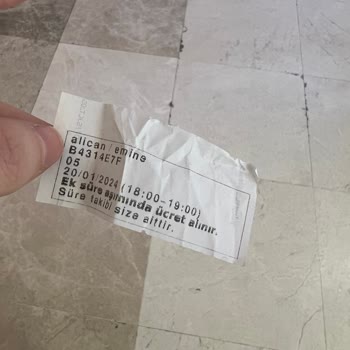 alican emine
B4314E7F
05
20/01/2024 (18:00-19:00)
Ek süre aşımında ücret alınır.
Süre takibi size aittir.